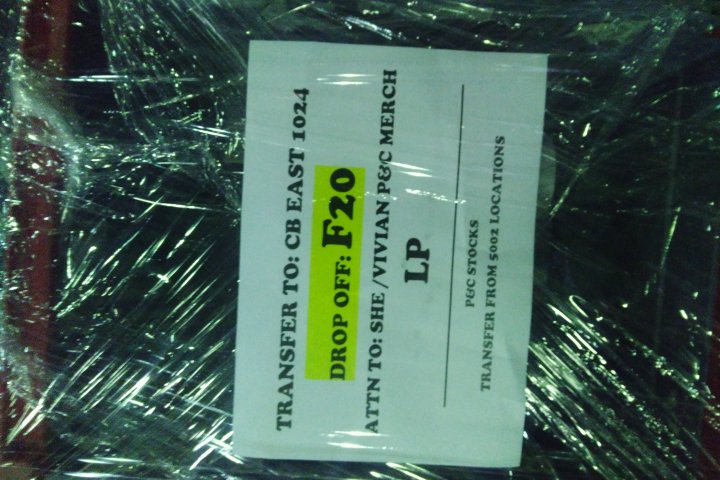 TRANSFER TO: CB EAST 1024
DROP OFF: F20
ATTN TO: SHE /VIVIAN P&C MERCH
LP
P&C STOCKS
TRANSFER FROM 5002 LOCATIONS